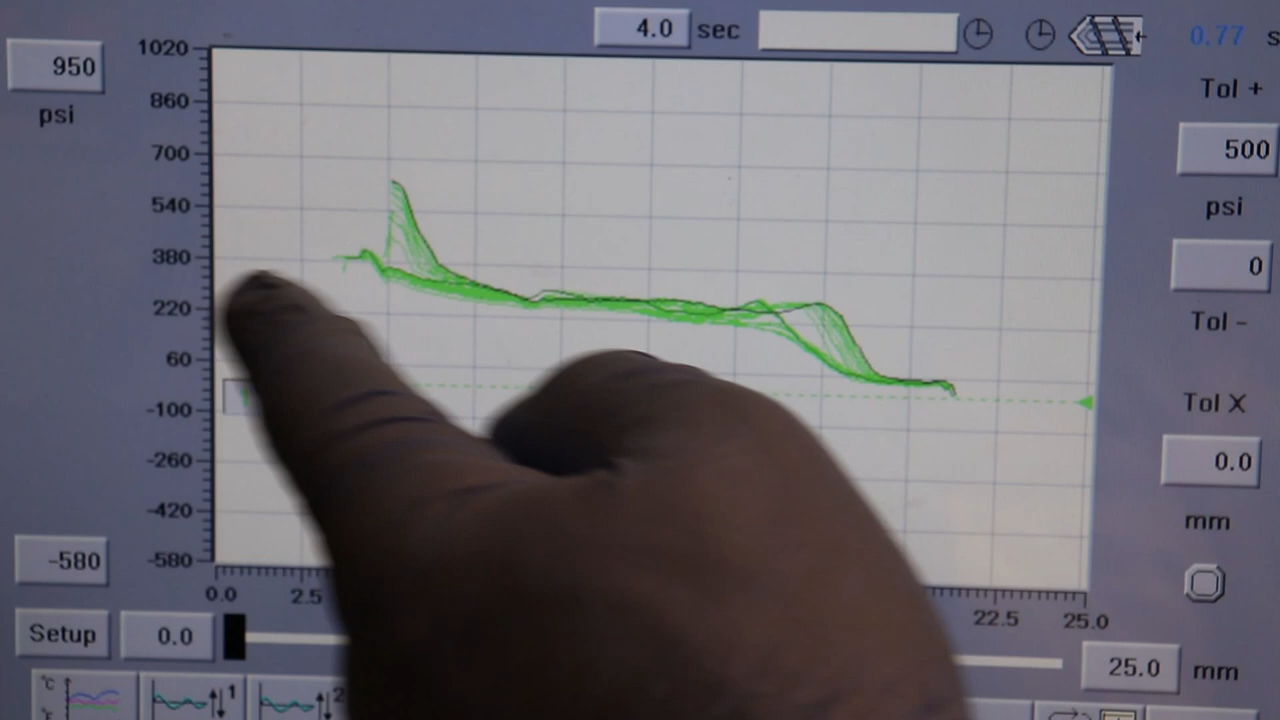 4.0 sec
0.77 s
1020
950
psi
860
700
540
380
220
60
-100
-260
-420
-580
-580
Tol +
500
psi
0
Tol -
Tol X
0.0
mm
0.0 2.5 22.5 25.0
Setup 0.0 25.0 mm
°C 1 2
°F